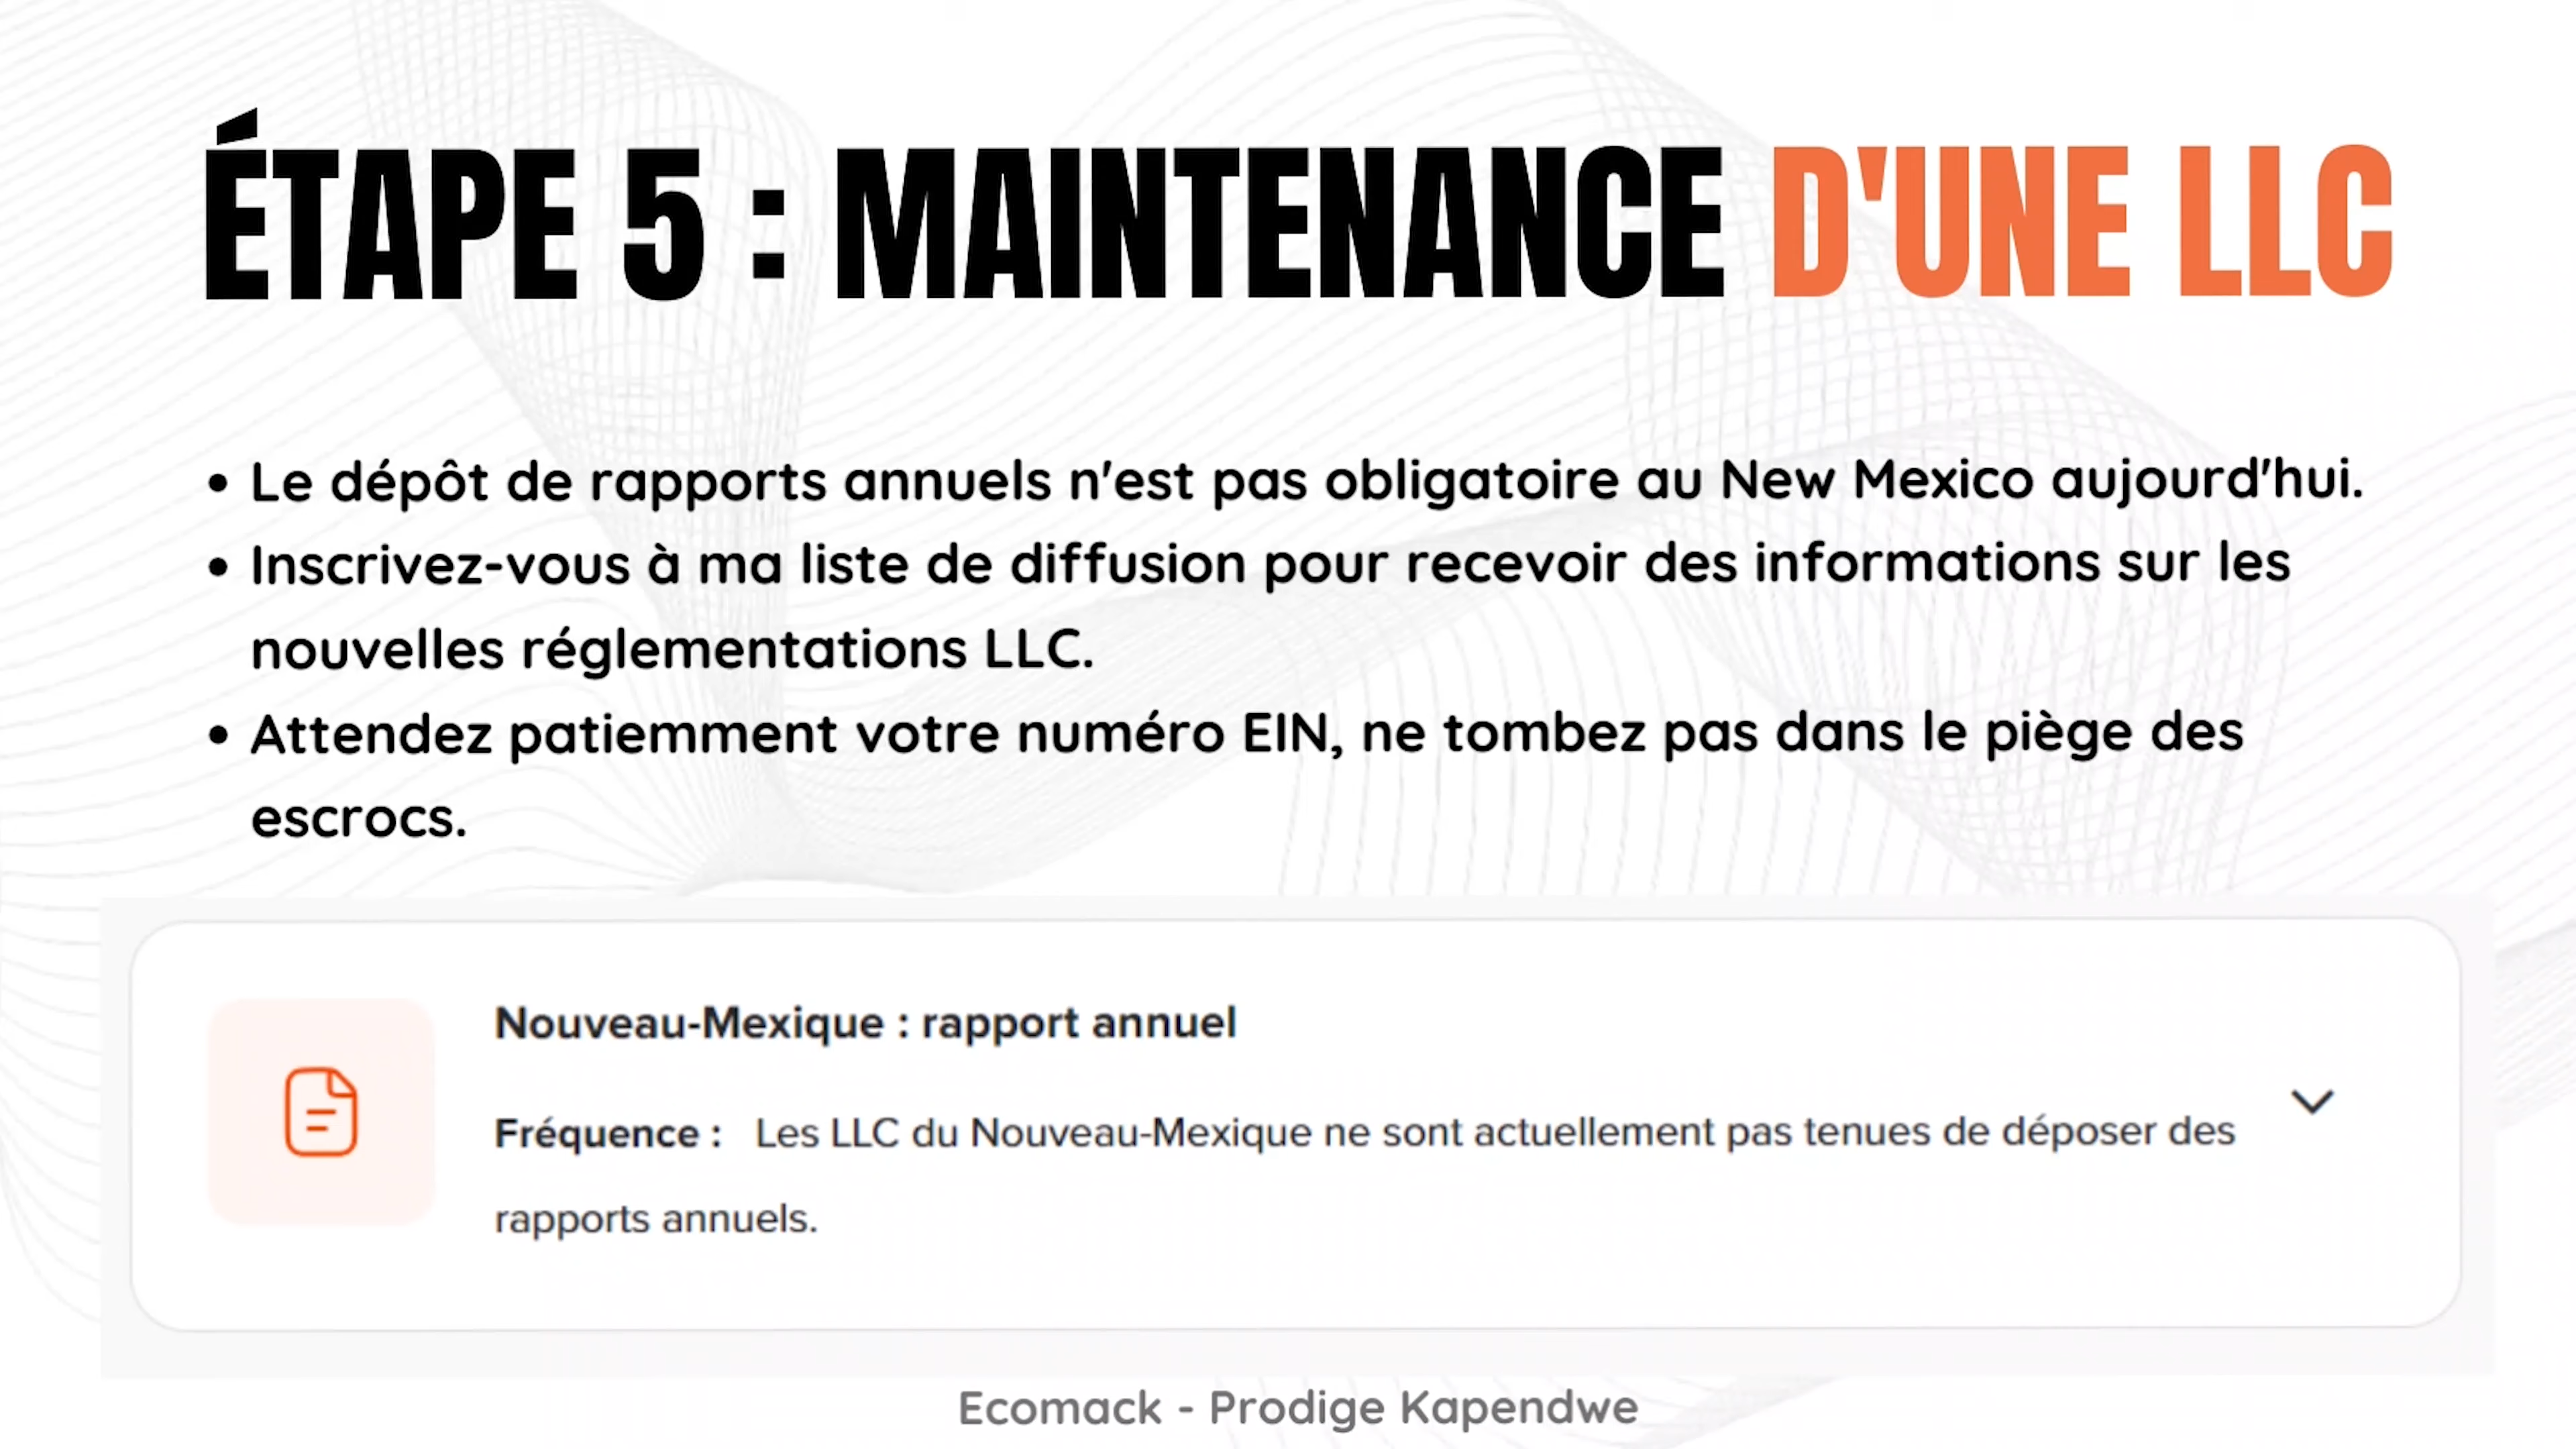 ÉTAPE 5 : MAINTENANCE D'UNE LLC
• Le dépôt de rapports annuels n'est pas obligatoire au New Mexico aujourd'hui.
• Inscrivez-vous à ma liste de diffusion pour recevoir des informations sur les
nouvelles réglementations LLC.
• Attendez patiemment votre numéro EIN, ne tombez pas dans le piège des
escrocs.
Nouveau-Mexique : rapport annuel
Fréquence : Les LLC du Nouveau-Mexique ne sont actuellement pas tenues de déposer des
rapports annuels.
Ecomack - Prodige Kapendwe